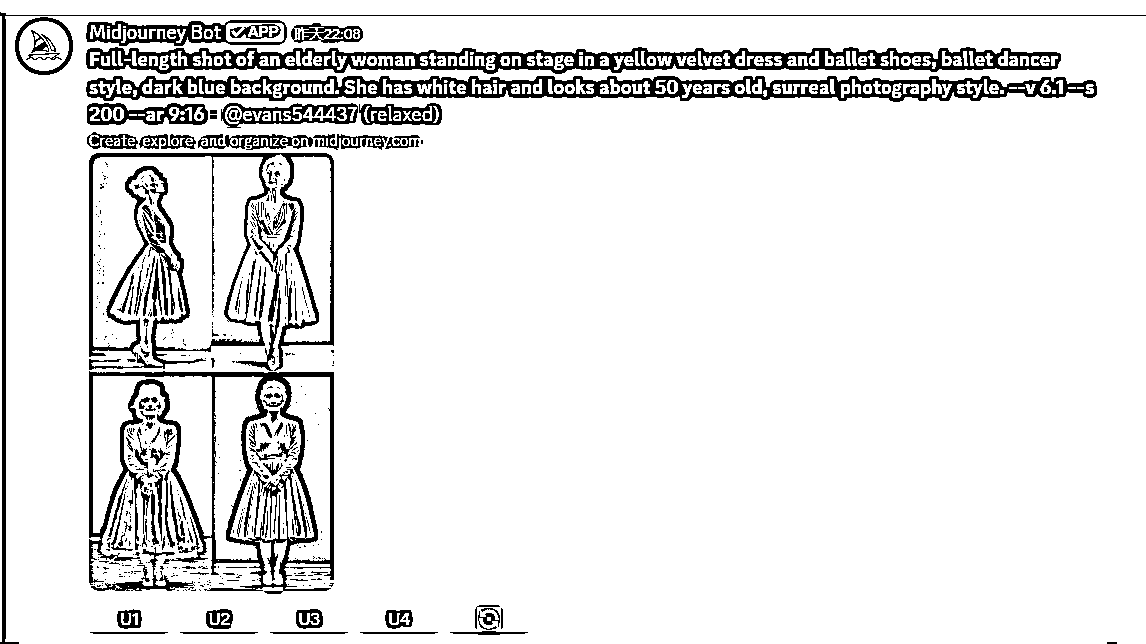 Midjourney Bot ✓APP 昨天22:08
Full-length shot of an elderly woman standing on stage in a yellow velvet dress and ballet shoes, ballet dancer
style, dark blue background. She has white hair and looks about 50 years old, surreal photography style. --v 6.1 --s
200 --ar 9:16 - @evans544437 (relaxed)
Create, explore, and organize on midjourney.com
U1 U2 U3 U4